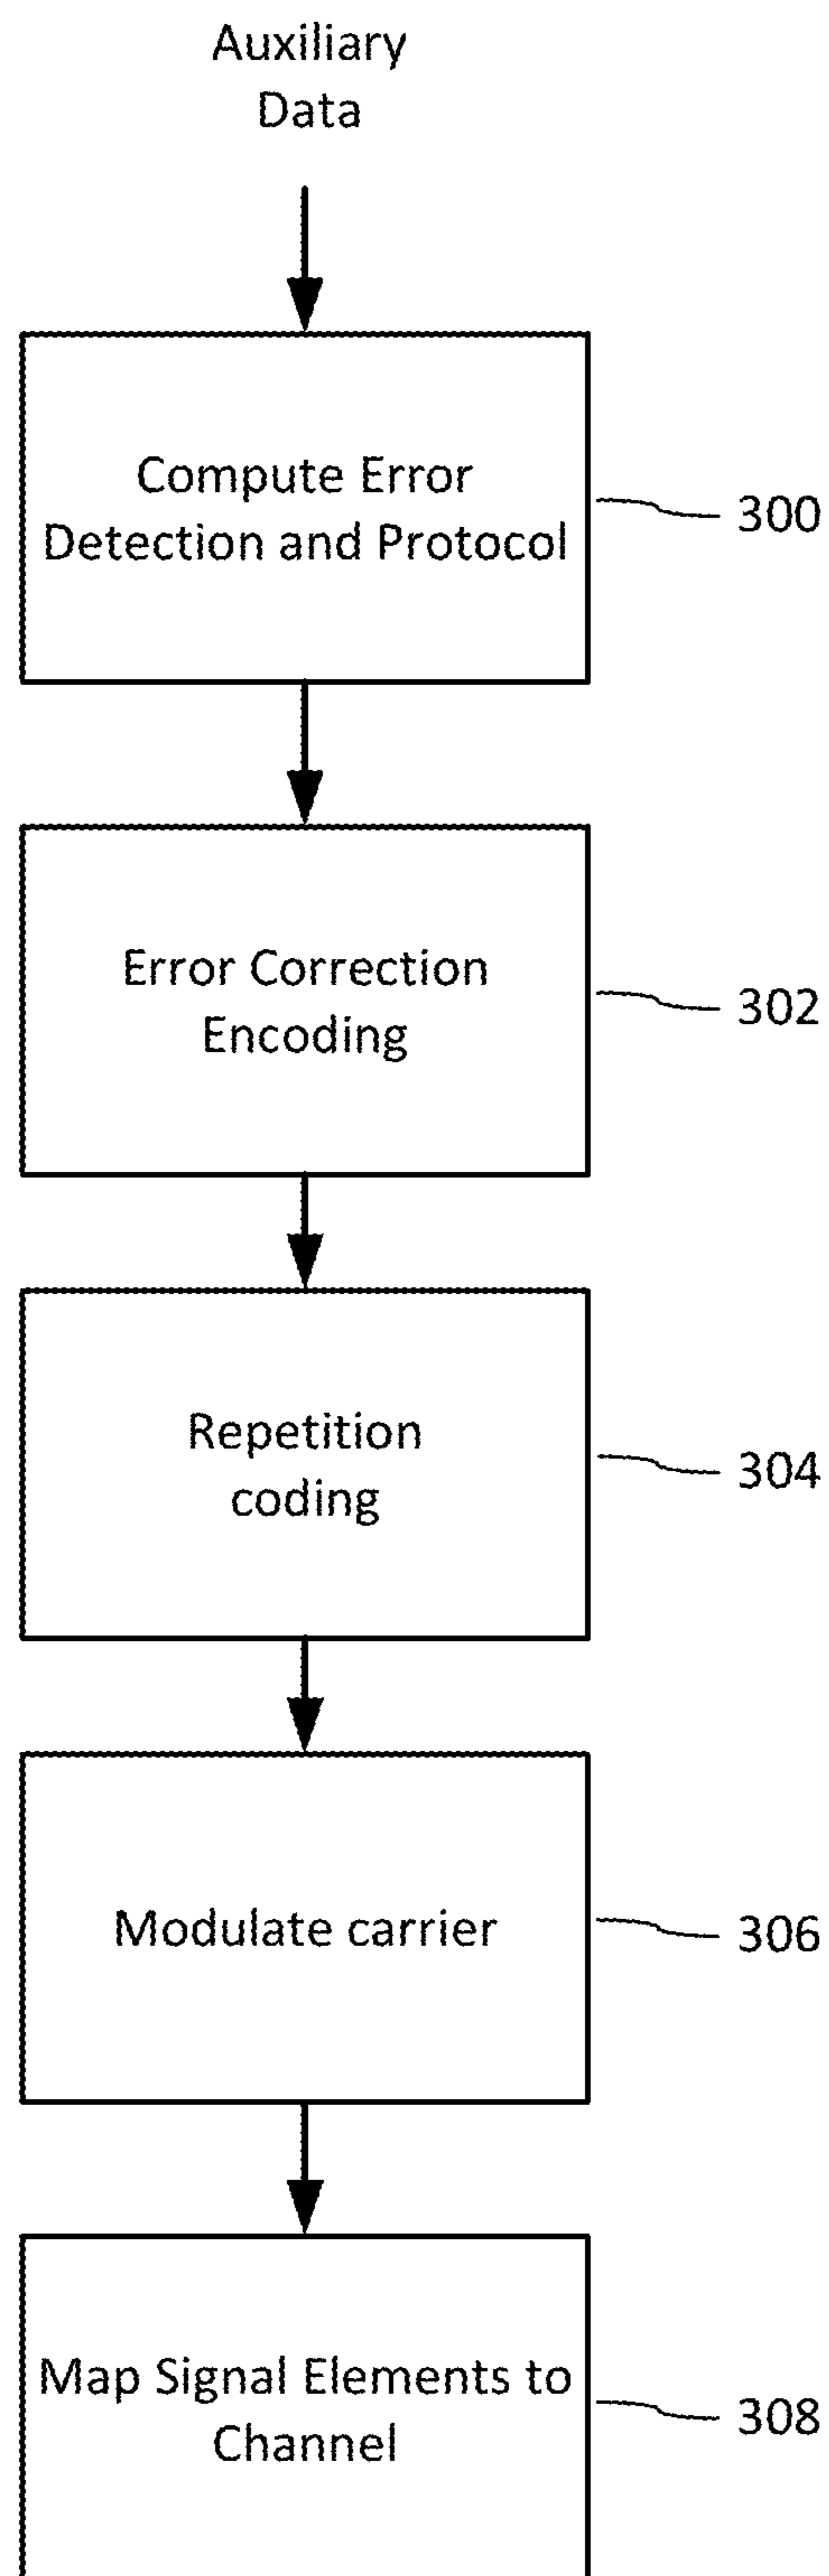 Auxiliary
Data
Compute Error
Detection and Protocol
300
Error Correction
Encoding
302
Repetition
coding
304
Modulate carrier
306
Map Signal Elements to
Channel
308